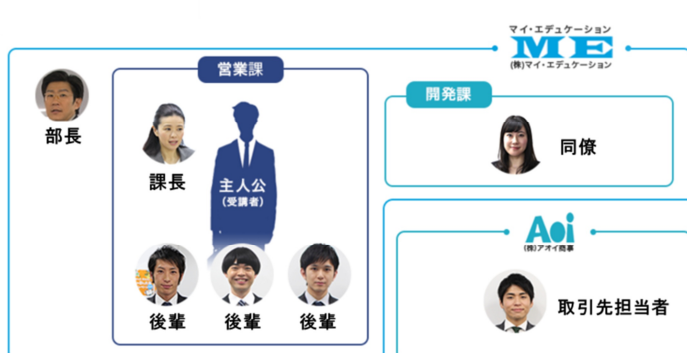 マイ・エデュケーション
ME
(株)マイ・エデュケーション
営業課
部長
課長
主人公
(受講者)
後輩
後輩
後輩
開発課
同僚
Aoi
(株)アオイ商事
取引先担当者